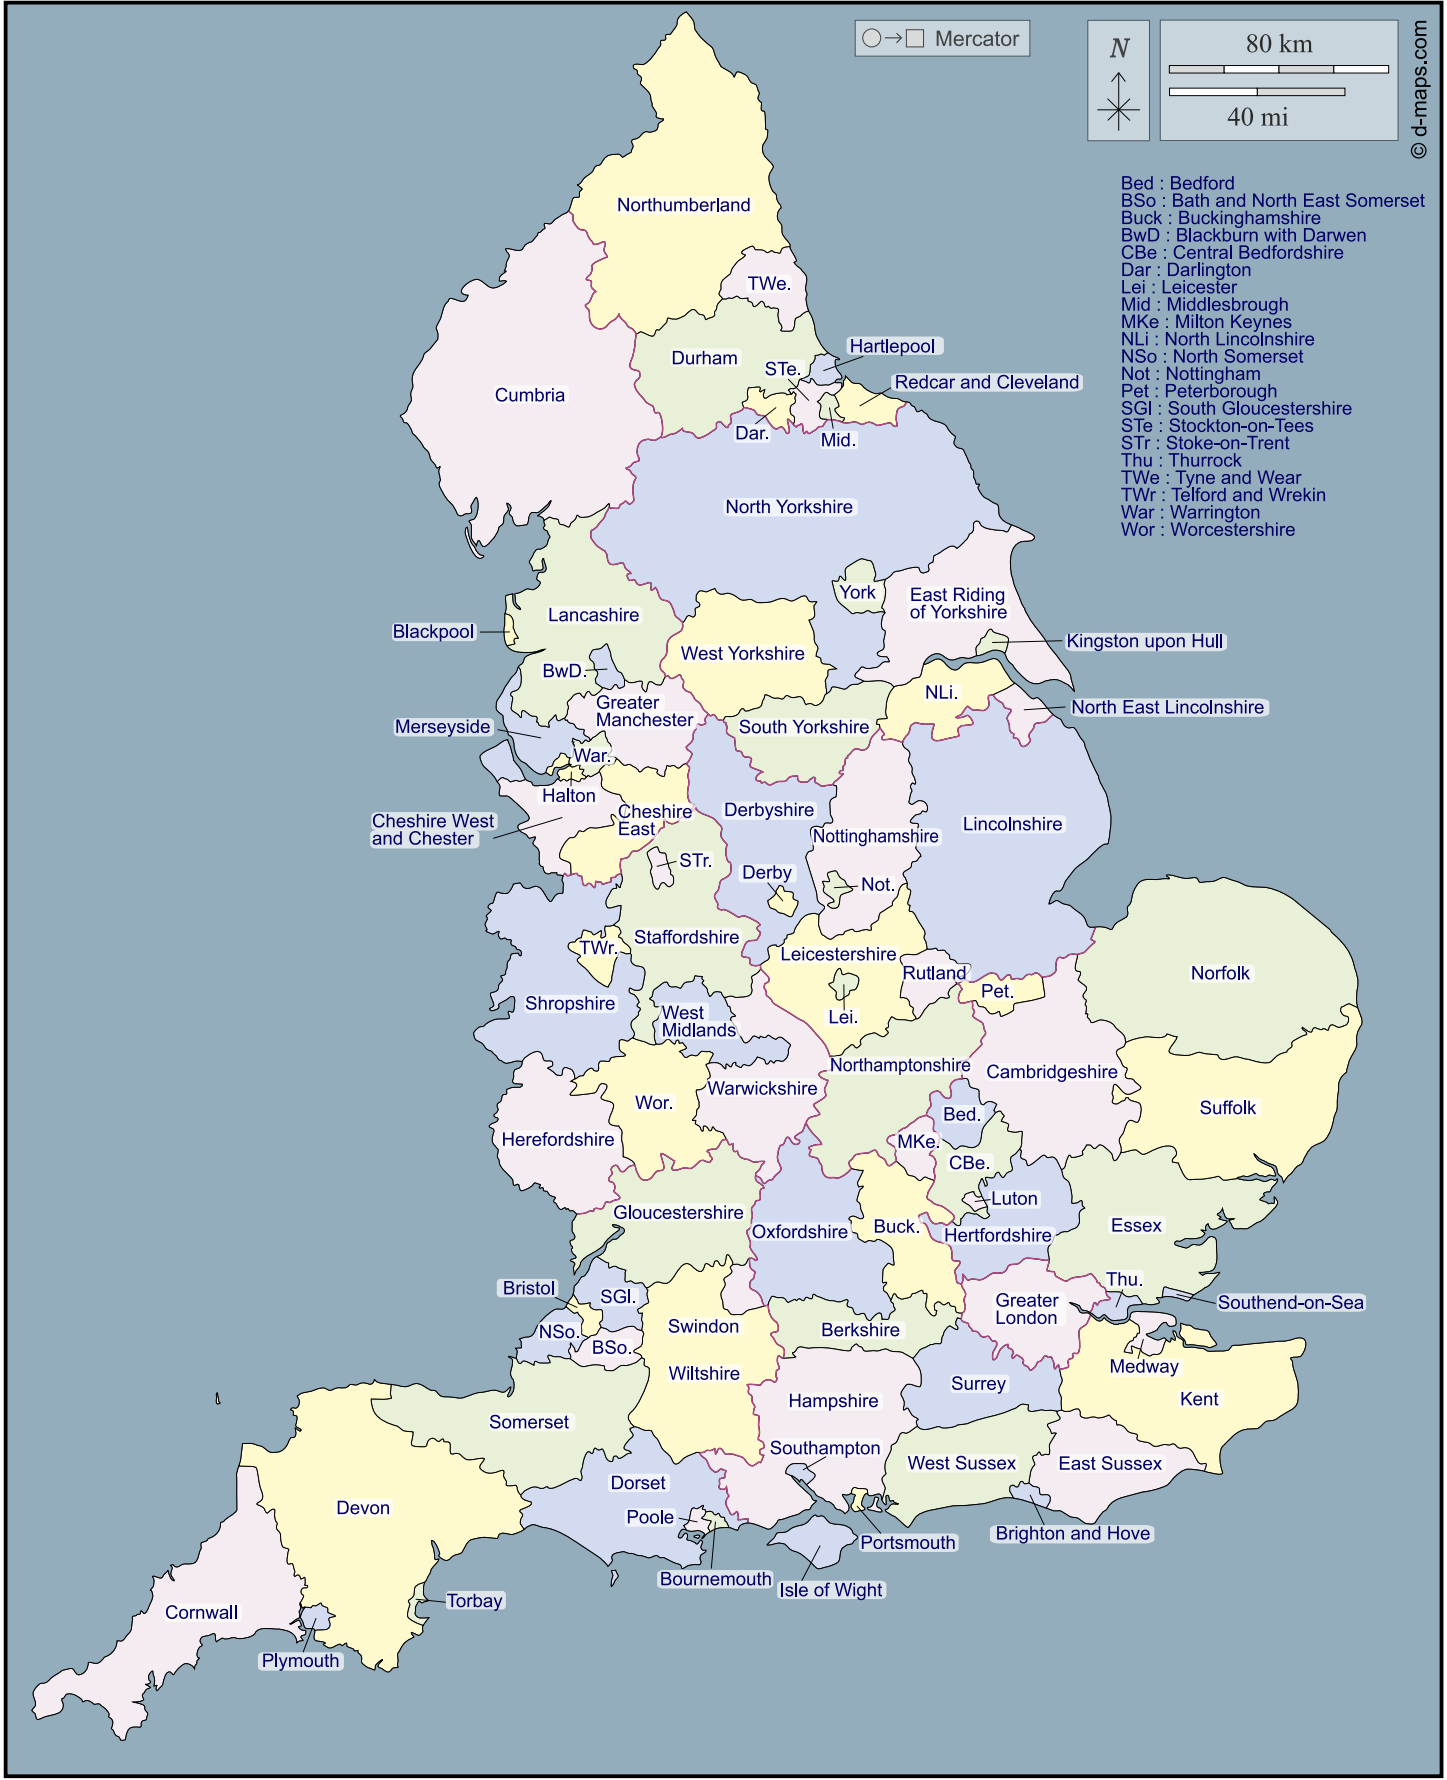 Mercator
N
80 km
40 mi
© d-maps.com
Bed : Bedford
BSo : Bath and North East Somerset
Buck : Buckinghamshire
BwD : Blackburn with Darwen
CBe : Central Bedfordshire
Dar : Darlington
Lei : Leicester
Mid : Middlesbrough
MKe : Milton Keynes
NLi : North Lincolnshire
NSo : North Somerset
Not : Nottingham
Pet : Peterborough
SGl : South Gloucestershire
STe : Stockton-on-Tees
STr : Stoke-on-Trent
Thu : Thurrock
TWe : Tyne and Wear
TWr : Telford and Wrekin
War : Warrington
Wor : Worcestershire
Northumberland
TWe.
Durham
Hartlepool
STe.
Redcar and Cleveland
Cumbria
Dar.
Mid.
North Yorkshire
York
East Riding
of Yorkshire
Lancashire
Blackpool
Kingston upon Hull
West Yorkshire
BwD.
NLi.
Greater
Manchester
North East Lincolnshire
Merseyside
South Yorkshire
War.
Halton
Cheshire
East
Derbyshire
Cheshire West
and Chester
Nottinghamshire
Lincolnshire
STr.
Derby
Not.
Staffordshire
TWr.
Leicestershire
Rutland
Norfolk
Pet.
Shropshire
West
Midlands
Lei.
Northamptonshire
Cambridgeshire
Warwickshire
Wor.
Suffolk
Bed.
Herefordshire
MKe.
CBe.
Luton
Gloucestershire
Oxfordshire
Buck.
Hertfordshire
Essex
Thu.
Bristol
SGl.
Southend-on-Sea
Greater
London
Swindon
NSo.
Berkshire
BSo.
Medway
Wiltshire
Surrey
Kent
Hampshire
Somerset
Southampton
West Sussex
East Sussex
Dorset
Devon
Poole
Portsmouth
Brighton and Hove
Bournemouth
Isle of Wight
Torbay
Cornwall
Plymouth